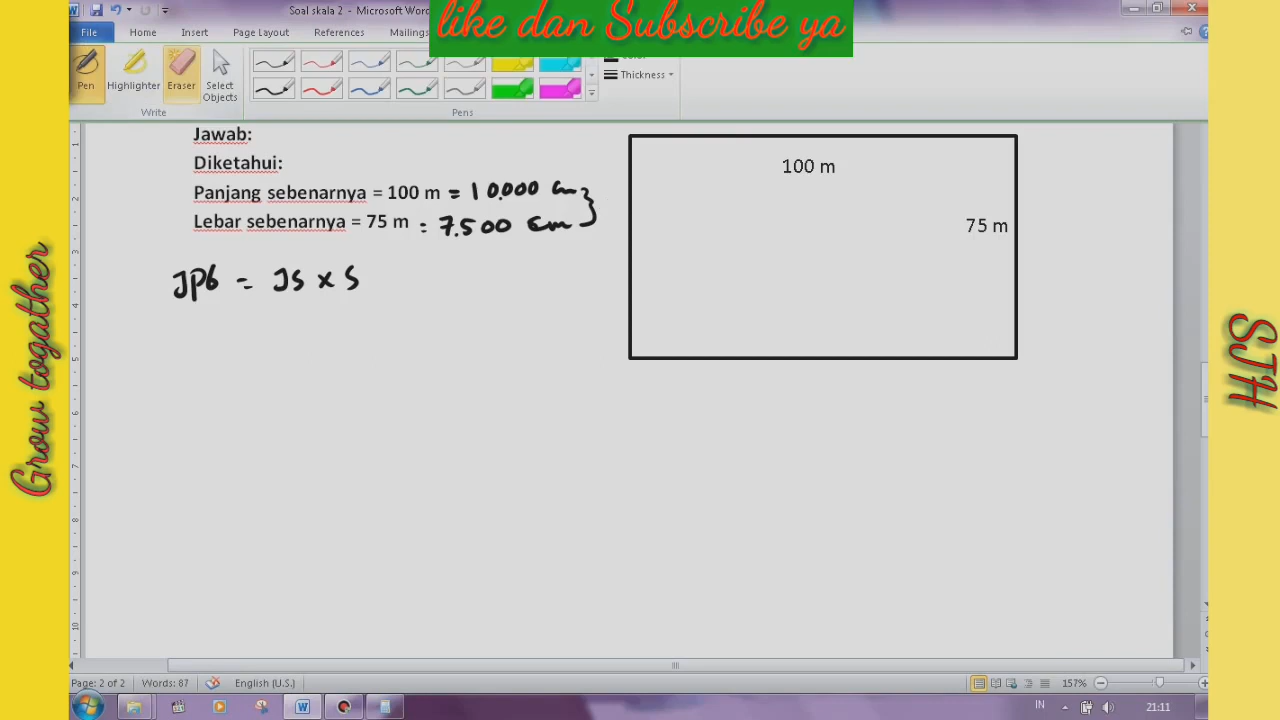 Soal skala 2 - Microsoft Word
like dan Subscribe ya
File Home Insert Page Layout References Mailings
Pen Highlighter Eraser Select Objects
Thickness
Write Pens
Jawab:
Diketahui:
Panjang sebenarnya = 100 m = 10.000 cm
Lebar sebenarnya = 75 m = 7.500 cm
JPG = JS x S
100 m
75 m
Grow togather
SJH
Page: 2 of 2 Words: 87 English (U.S.) 157%
IN 21:11